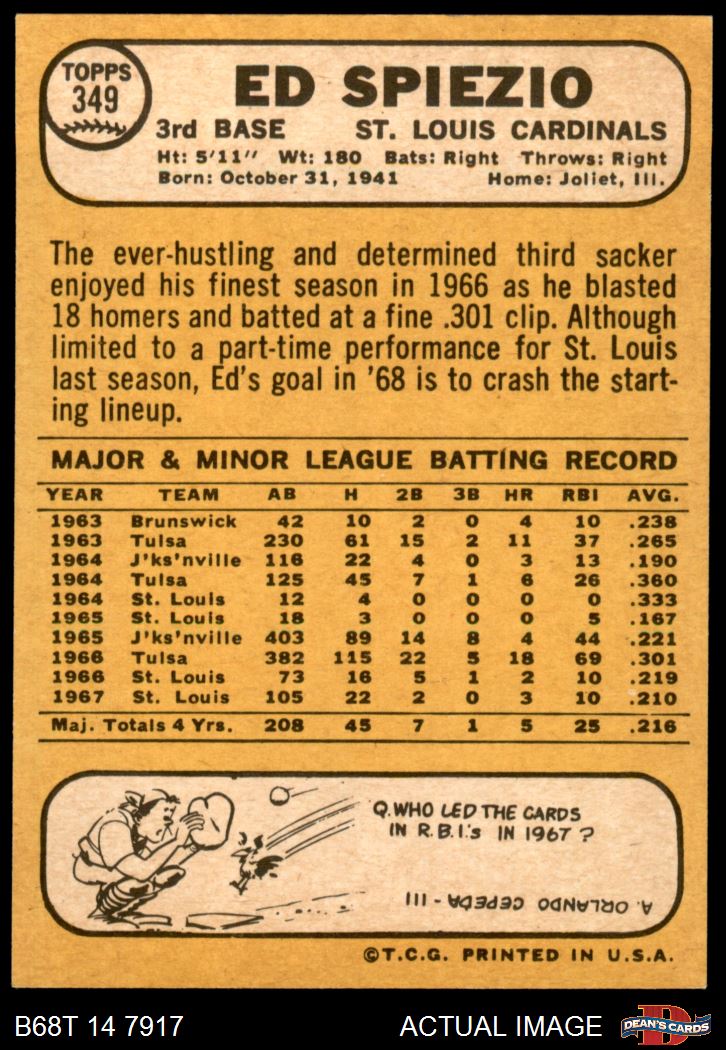 TOPPS
349
ED SPIEZIO
3rd BASE ST. LOUIS CARDINALS
Ht: 5'11" Wt: 180 Bats: Right Throws: Right
Born: October 31, 1941 Home: Joliet, Ill.
The ever-hustling and determined third sacker
enjoyed his finest season in 1966 as he blasted
18 homers and batted at a fine .301 clip. Although
limited to a part-time performance for St. Louis
last season, Ed's goal in '68 is to crash the start-
ing lineup.
MAJOR & MINOR LEAGUE BATTING RECORD
YEAR TEAM AB H 2B 3B HR RBI AVG.
1963 Brunswick 42 10 2 0 4 10 .238
1963 Tulsa 230 61 15 2 11 37 .265
1964 J'ks'nville 116 22 4 0 3 13 .190
1964 Tulsa 125 45 7 1 6 26 .360
1964 St. Louis 12 4 0 0 0 0 .333
1965 St. Louis 18 3 0 0 0 5 .167
1965 J'ks'nville 403 89 14 8 4 44 .221
1966 Tulsa 382 115 22 5 18 69 .301
1966 St. Louis 73 16 5 1 2 10 .219
1967 St. Louis 105 22 2 0 3 10 .210
Maj. Totals 4 Yrs. 208 45 7 1 5 25 .216
Q. WHO LED THE CARDS
IN R.B.I.'s IN 1967 ?
A. ORLANDO CEPEDA - 111
©T.C.G. PRINTED IN U.S.A.
B68T 14 7917 ACTUAL IMAGE
D
DEAN'S CARDS